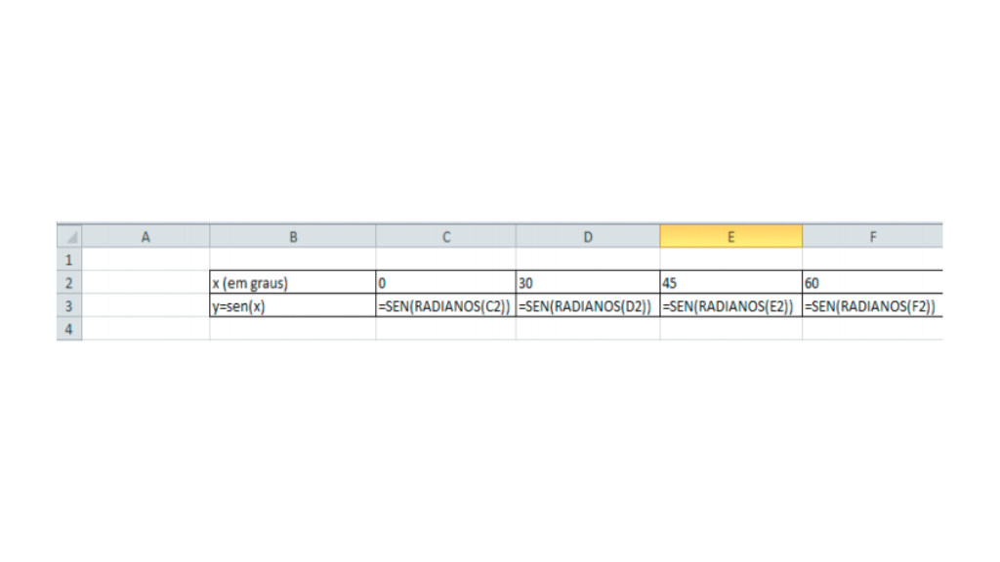 A B C D E F
1
2 x (em graus) 0 30 45 60
3 y=sen(x) =SEN(RADIANOS(C2)) =SEN(RADIANOS(D2)) =SEN(RADIANOS(E2)) =SEN(RADIANOS(F2))
4